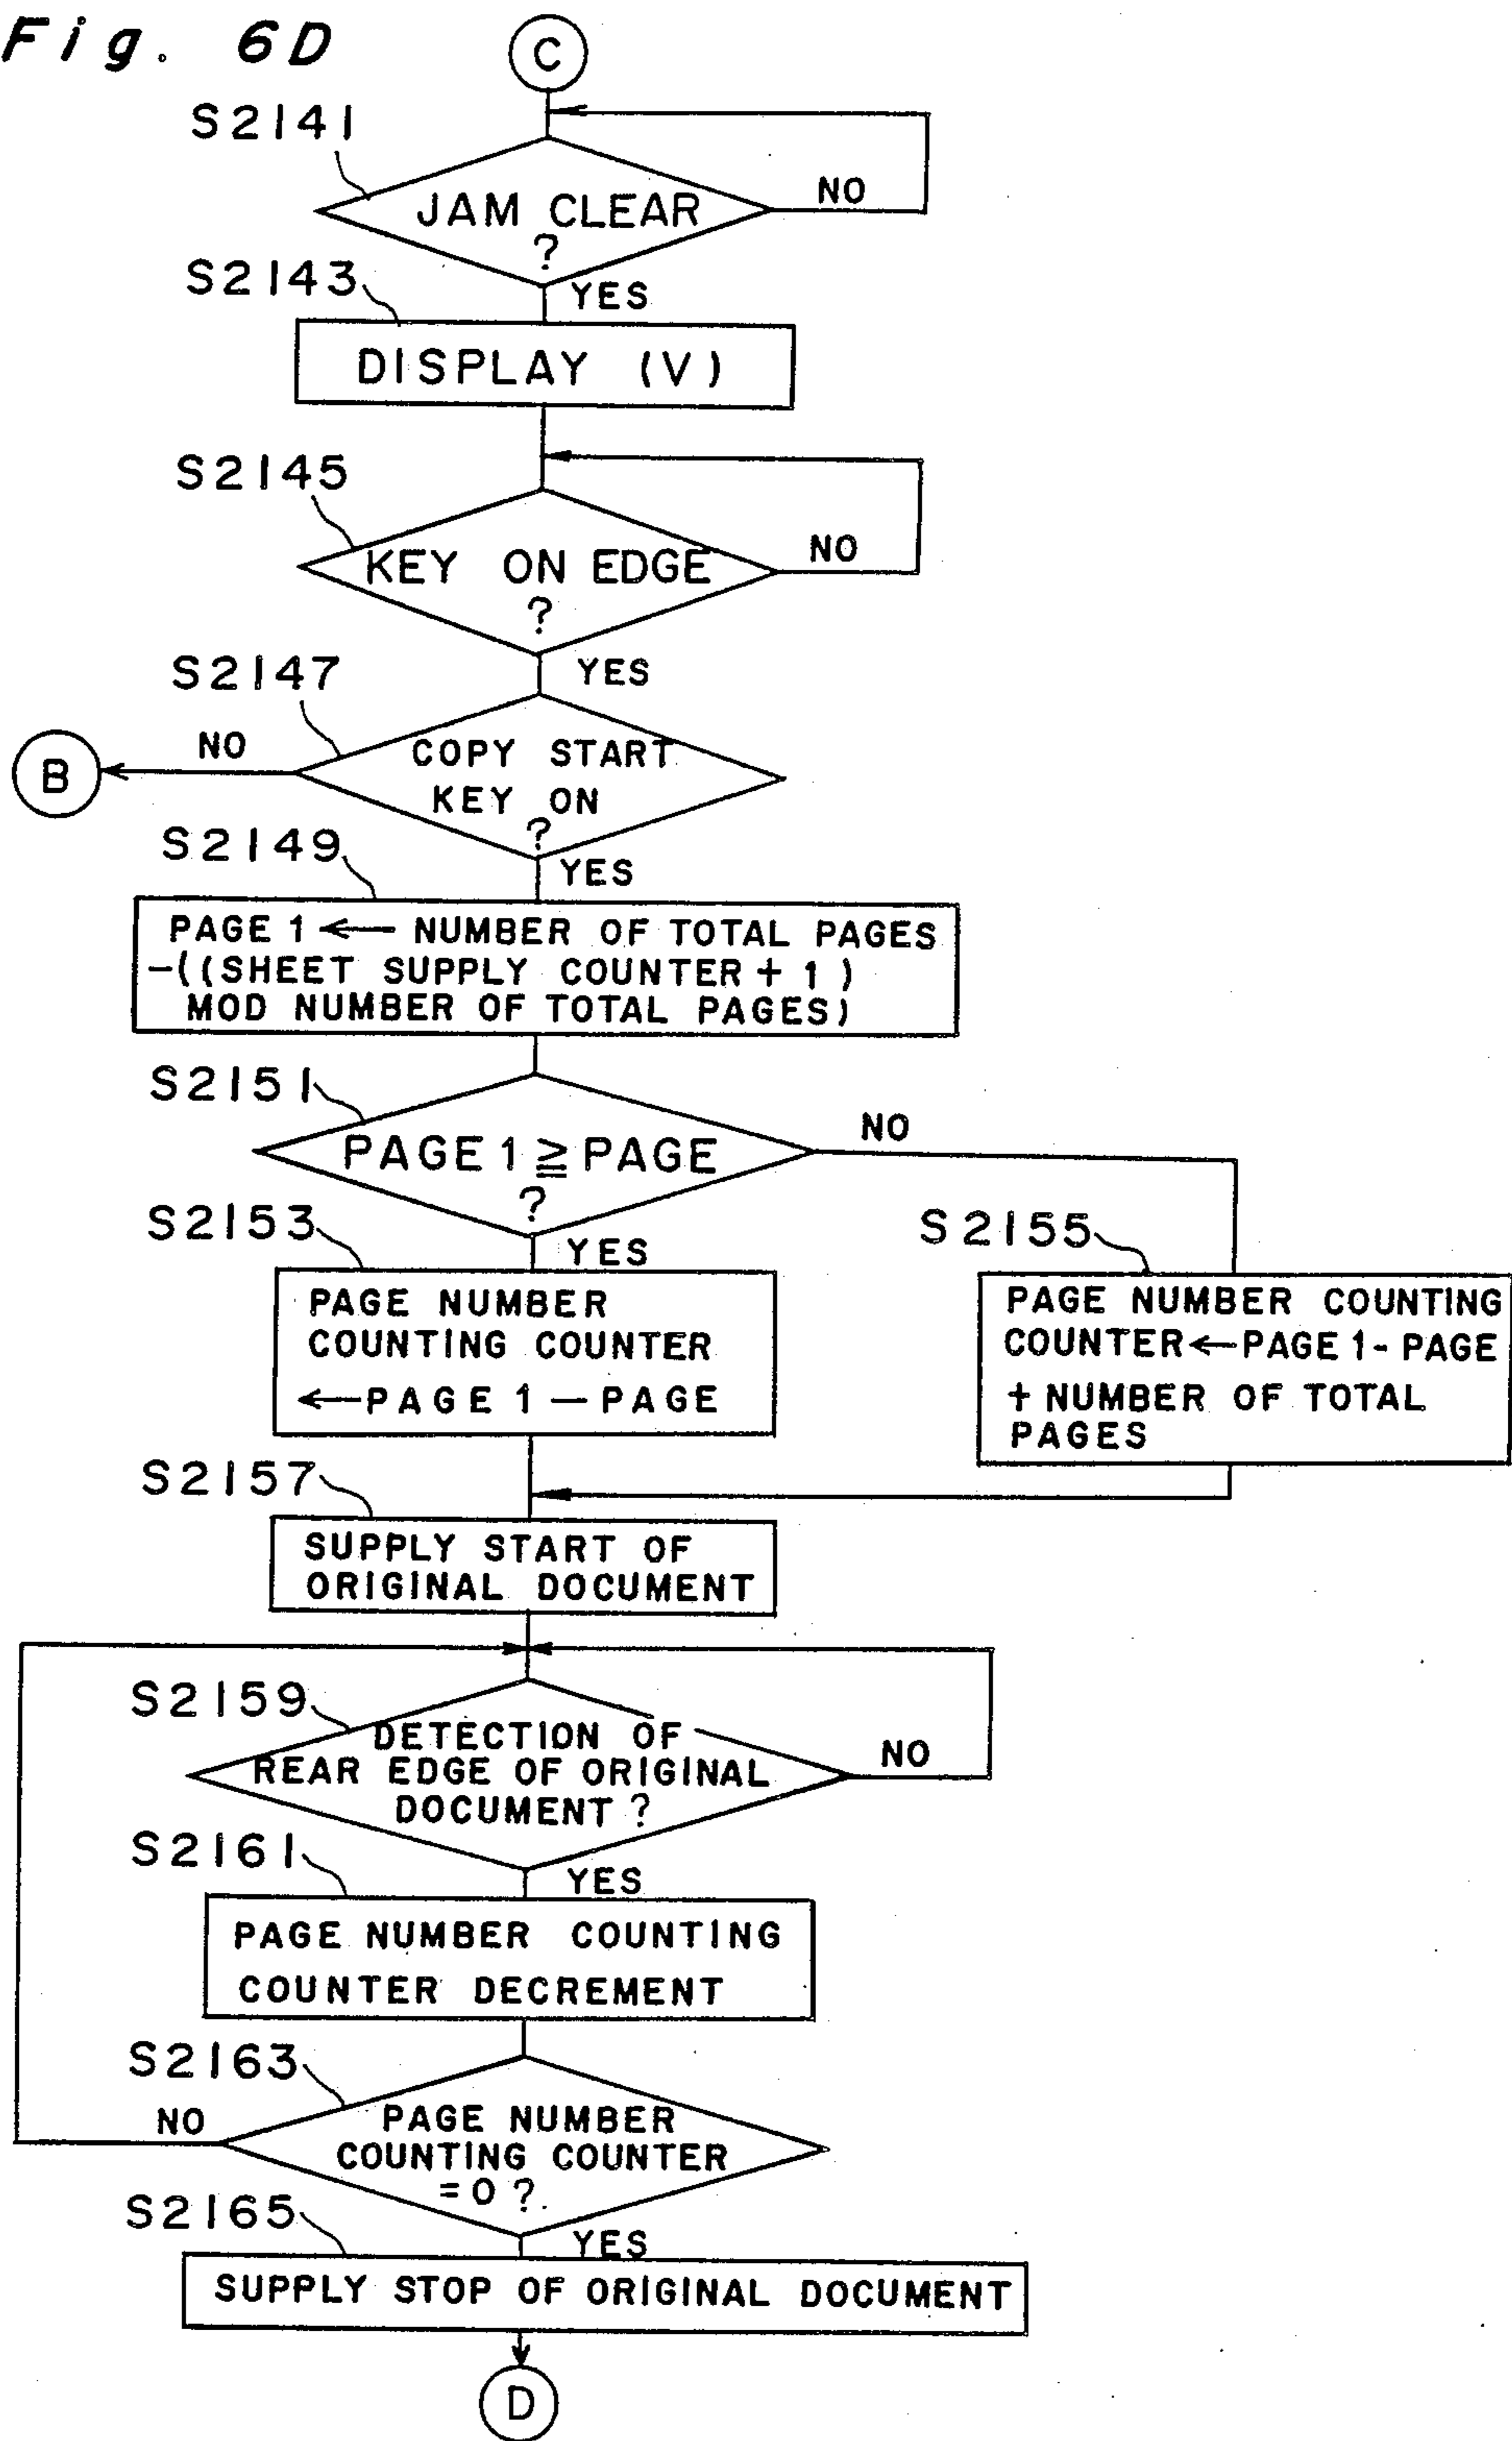 Fig. 6D
C
S2141
JAM CLEAR
?
NO
YES
S2143
DISPLAY (V)
S2145
KEY ON EDGE
?
NO
YES
S2147
COPY START
KEY ON
?
NO
B
YES
S2149
PAGE 1 ← NUMBER OF TOTAL PAGES
-((SHEET SUPPLY COUNTER + 1)
MOD NUMBER OF TOTAL PAGES)
S2151
PAGE 1 ≧ PAGE
?
NO
YES
S2153
PAGE NUMBER
COUNTING COUNTER
←PAGE 1 — PAGE
S2155
PAGE NUMBER COUNTING
COUNTER←PAGE 1- PAGE
+ NUMBER OF TOTAL
PAGES
S2157
SUPPLY START OF
ORIGINAL DOCUMENT
S2159
DETECTION OF
REAR EDGE OF ORIGINAL
DOCUMENT ?
NO
YES
S2161
PAGE NUMBER COUNTING
COUNTER DECREMENT
S2163
PAGE NUMBER
COUNTING COUNTER
=0 ?
NO
YES
S2165
SUPPLY STOP OF ORIGINAL DOCUMENT
D